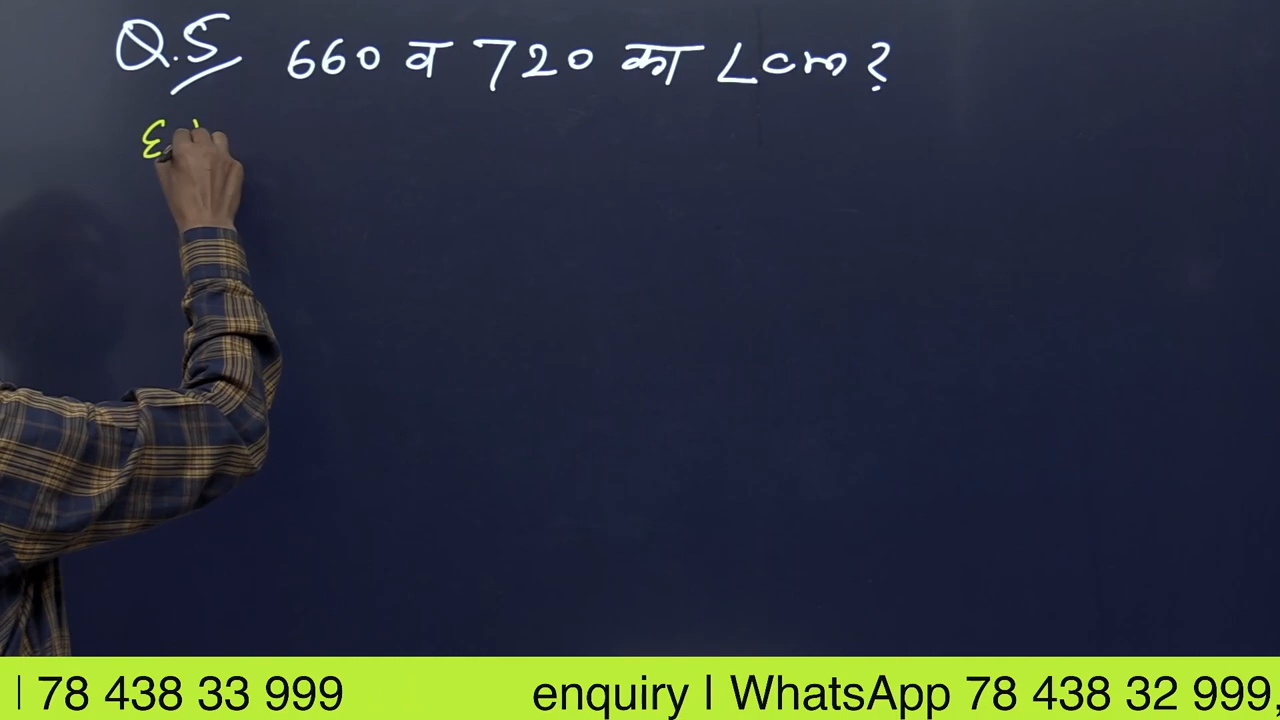 Q.5 660 व 720 का Lcm?
| 78 438 33 999 enquiry | WhatsApp 78 438 32 999,